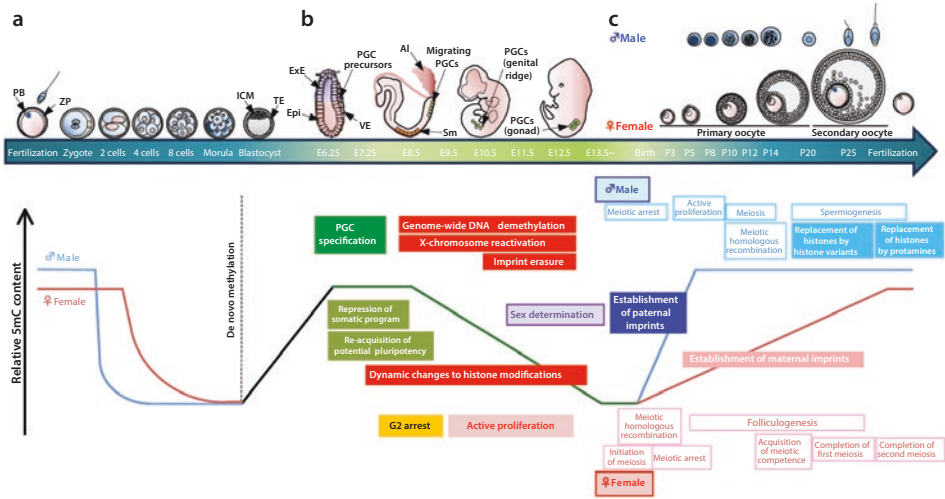 a
b
c
PB
ZP
ICM
TE
ExE
Epi
PGC
precursors
VE
Al
Migrating
PGCs
Sm
PGCs
(genital
ridge)
PGCs
(gonad)
♂Male
♀Female
Primary oocyte
Secondary oocyte
Fertilization
Zygote
2 cells
4 cells
8 cells
Morula
Blastocyst
E6.25
E7.25
E8.5
E9.5
E10.5
E11.5
E12.5
E13.5~
Birth
P3
P5
P8
P10
P12
P14
P20
P25
Fertilization
Relative 5mC content
♂Male
♀Female
De novo methylation
PGC
specification
Genome-wide DNA demethylation
X-chromosome reactivation
Imprint erasure
Repression of
somatic program
Re-acquisition of
potential pluripotency
Dynamic changes to histone modifications
G2 arrest
Active proliferation
Sex determination
Establishment
of paternal
imprints
♂Male
Meiotic arrest
Active
proliferation
Meiosis
Spermiogenesis
Meiotic
homologous
recombination
Replacement of
histones by
histone variants
Replacement
of histones
by protamines
Establishment of maternal imprints
Meiotic
homologous
recombination
Folliculogenesis
Initiation
of meiosis
Meiotic arrest
Acquisition
of meiotic
competence
Completion of
first meiosis
Completion of
second meiosis
♀Female